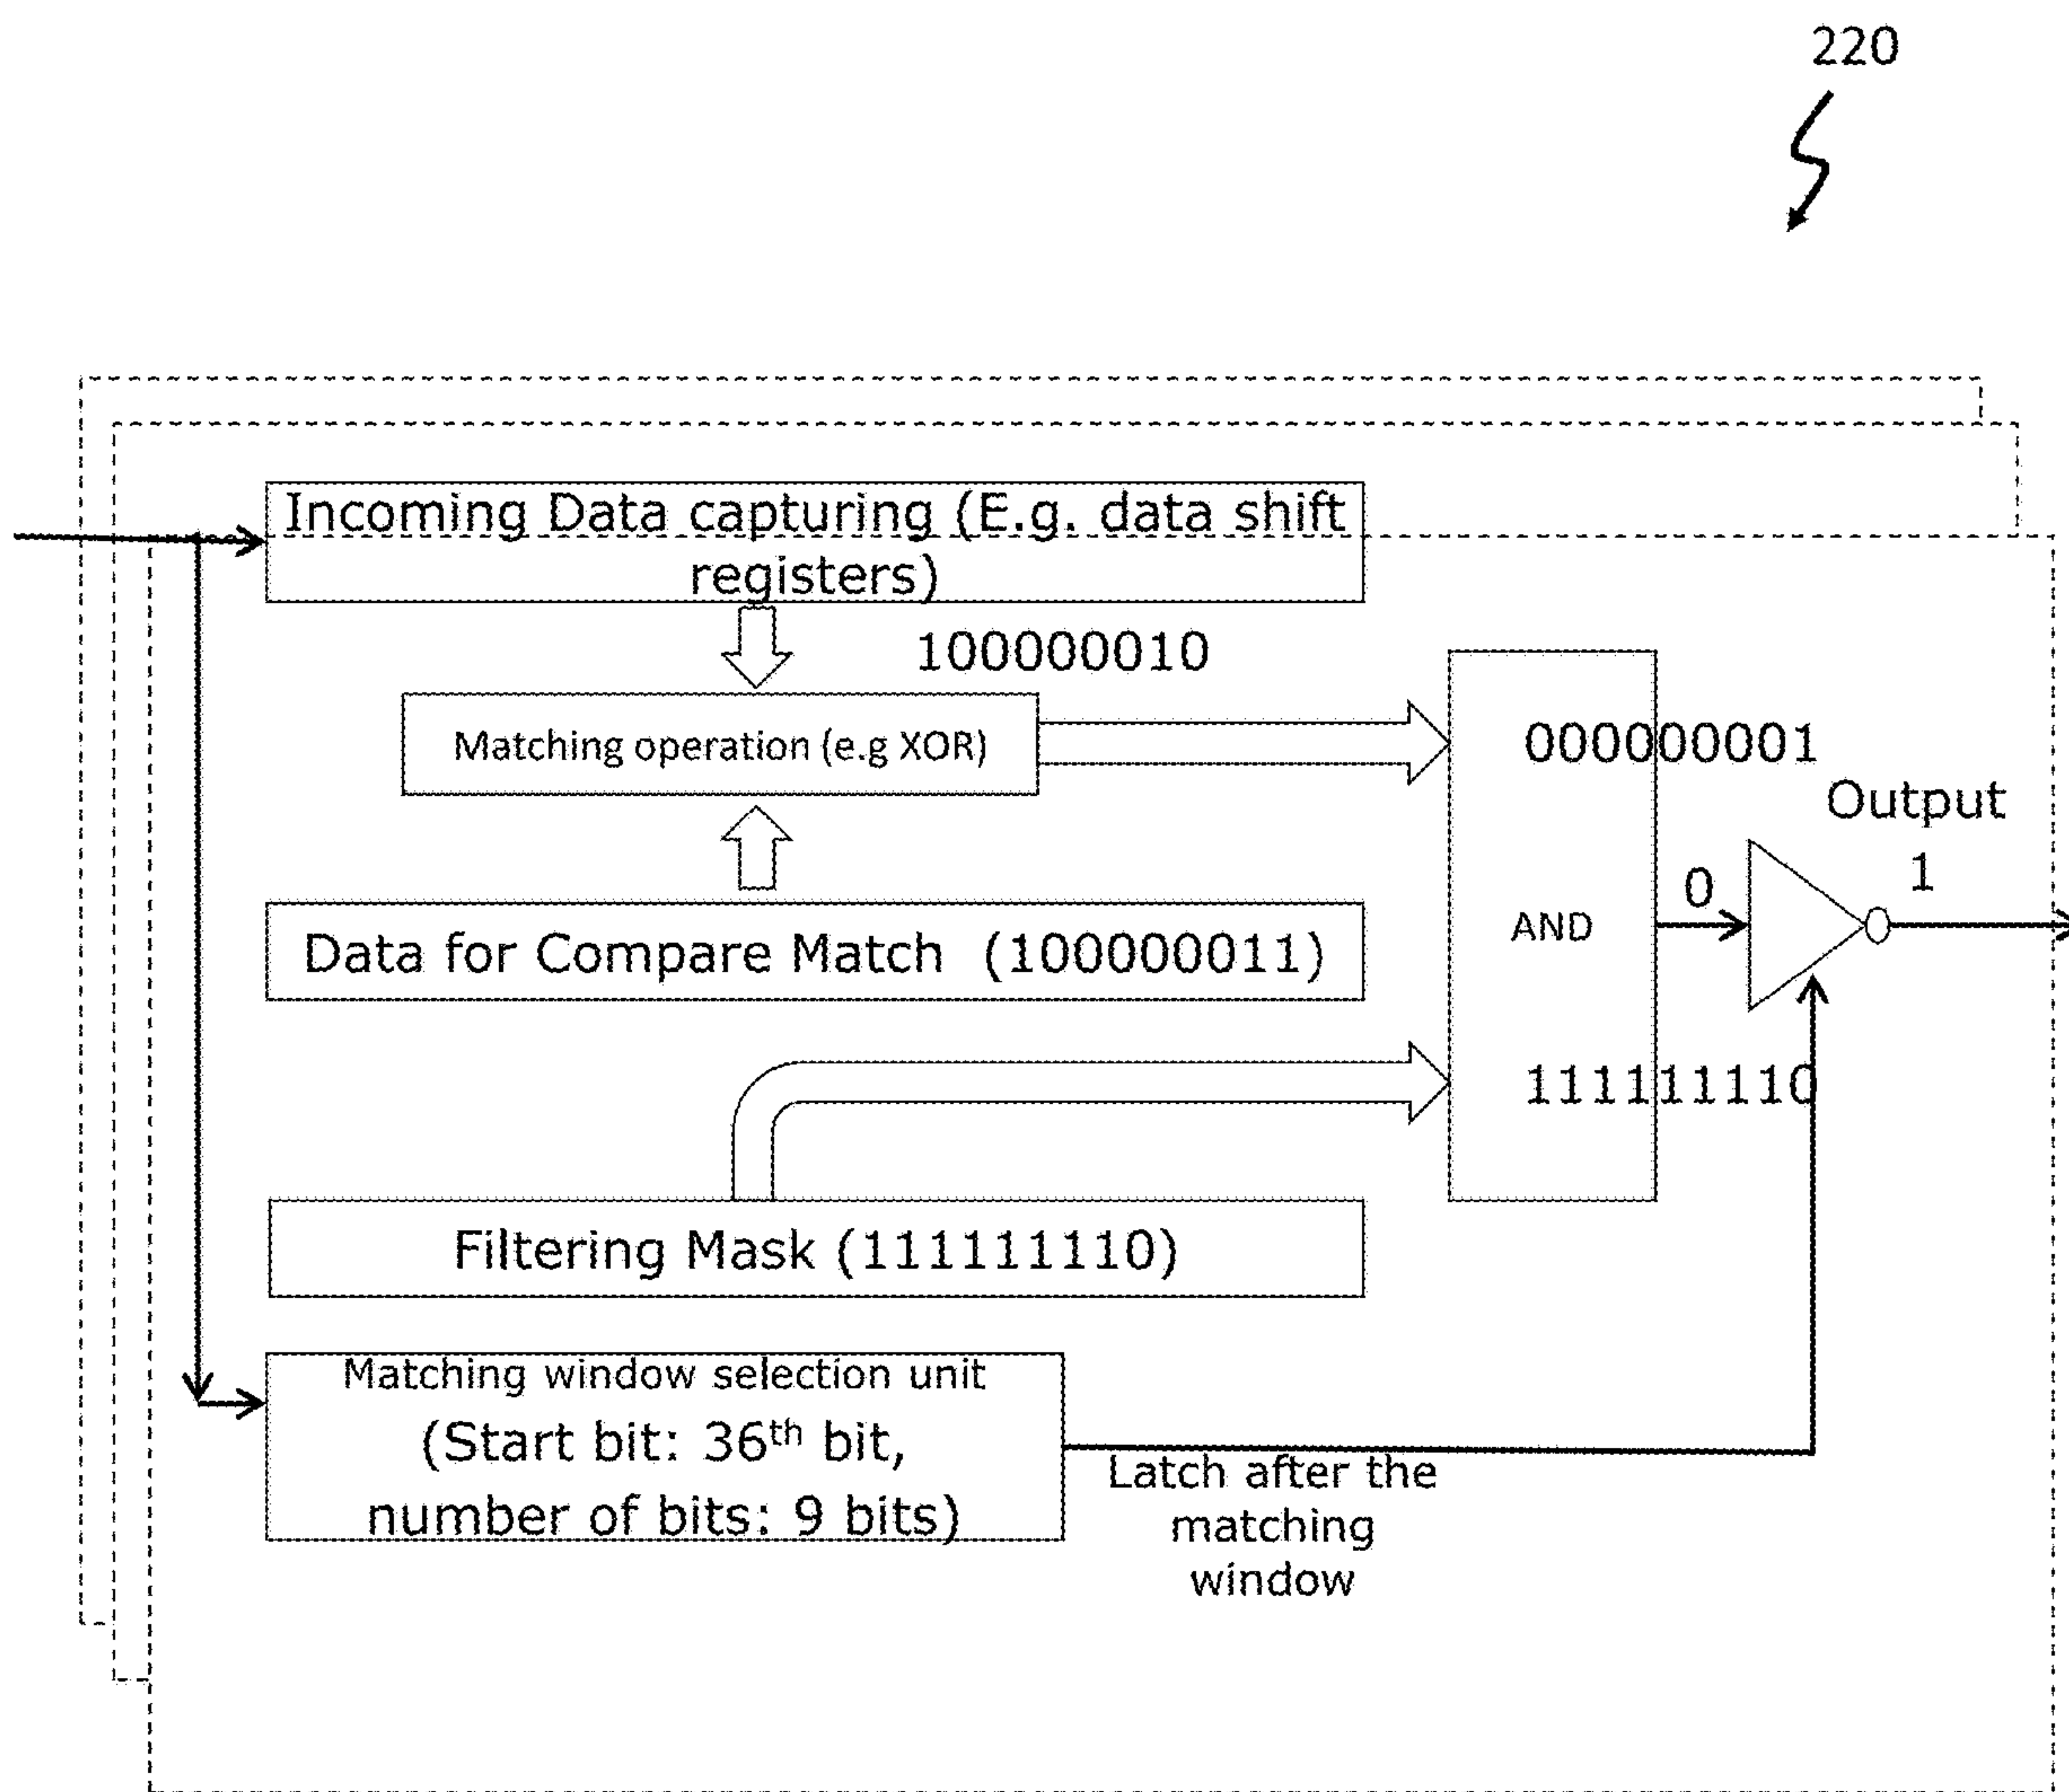 220
Incoming Data capturing (E.g. data shift
registers)
100000010
Matching operation (e.g XOR)
000000001
Output
1
0
AND
Data for Compare Match (100000011)
111111110
Filtering Mask (111111110)
Matching window selection unit
(Start bit: 36th bit,
number of bits: 9 bits)
Latch after the
matching
window